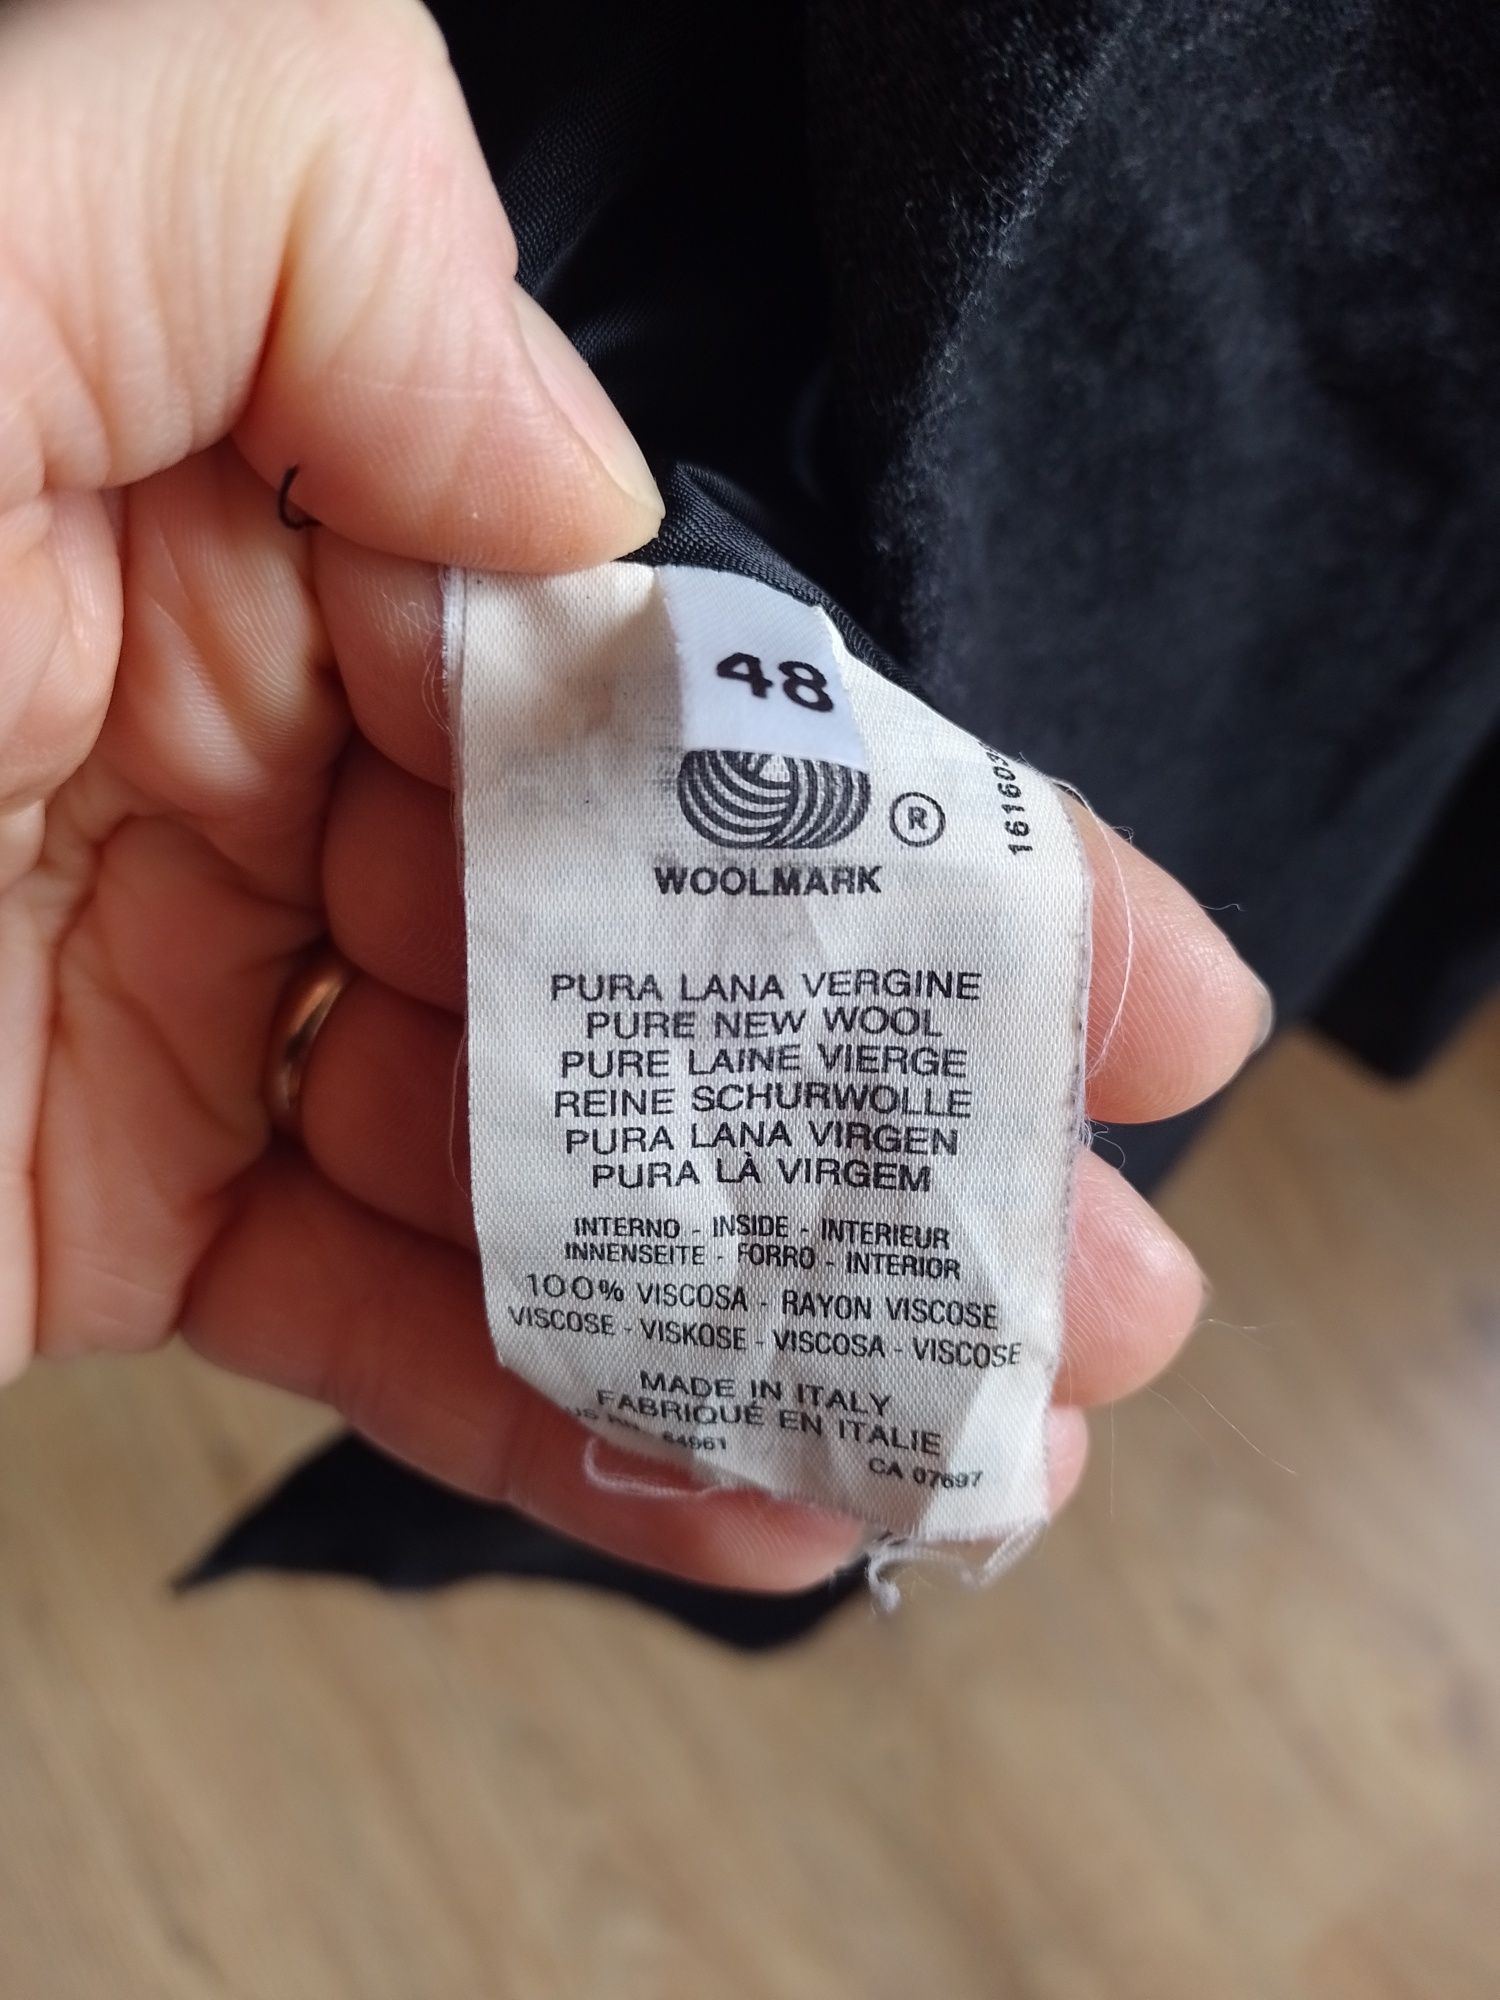 48
®
WOOLMARK
PURA LANA VERGINE
PURE NEW WOOL
PURE LAINE VIERGE
REINE SCHURWOLLE
PURA LANA VIRGEN
PURA LÀ VIRGEM
INTERNO - INSIDE - INTERIEUR
INNENSEITE - FORRO - INTERIOR
100% VISCOSA - RAYON VISCOSE
VISCOSE - VISKOSE - VISCOSA - VISCOSE
MADE IN ITALY
FABRIQUÉ EN ITALIE
CA 07697